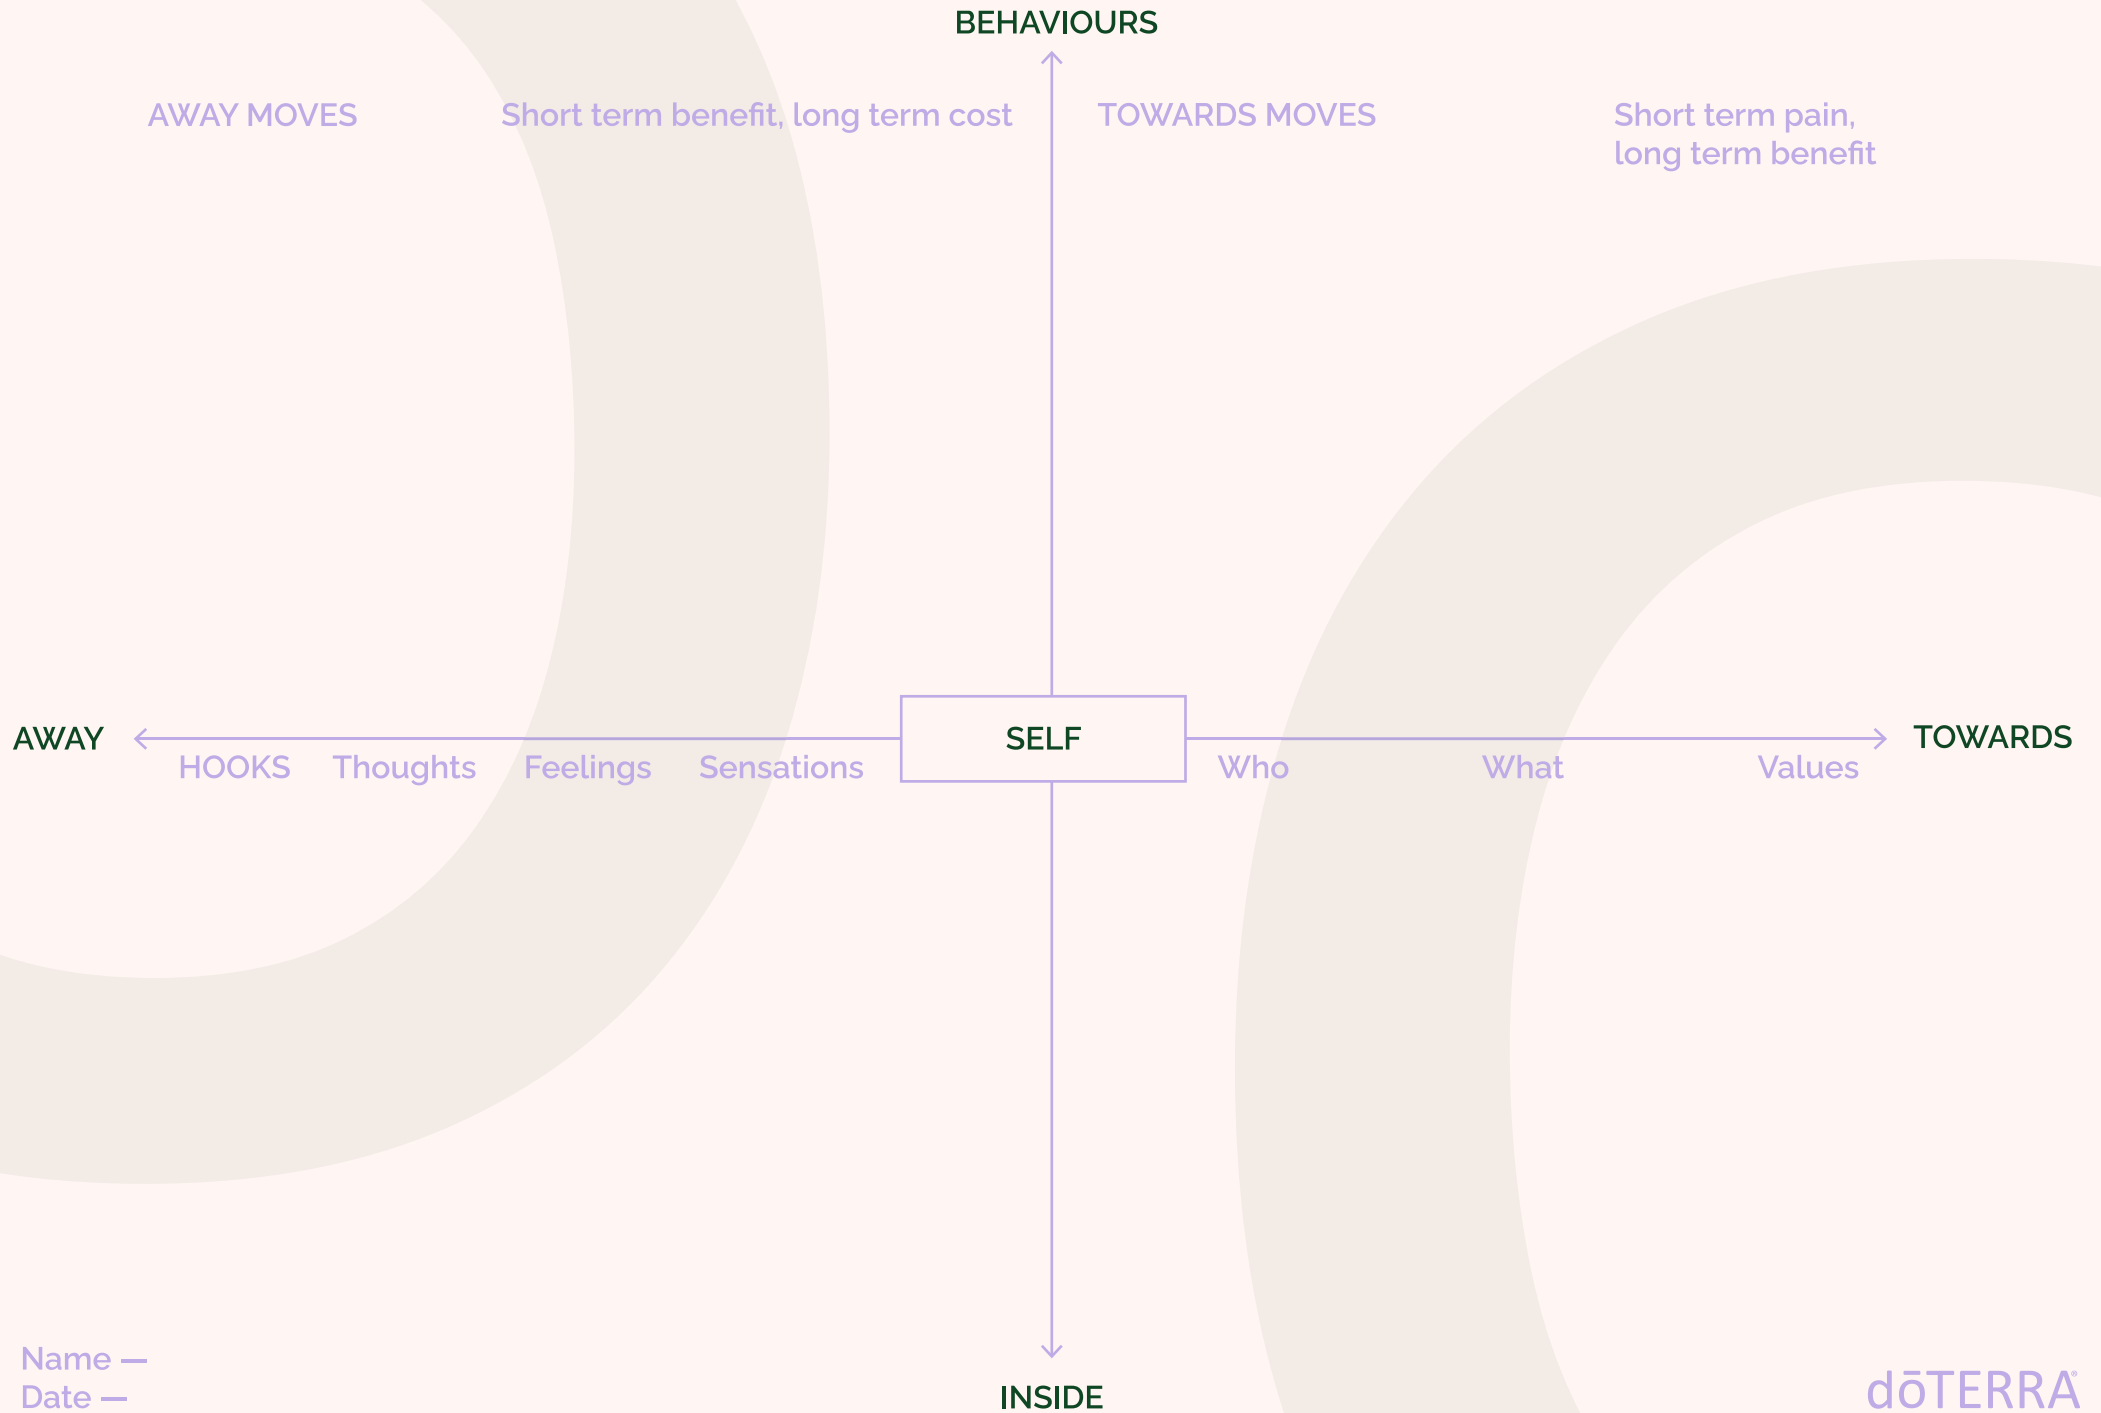 BEHAVIOURS
AWAY MOVES
Short term benefit, long term cost
TOWARDS MOVES
Short term pain,
long term benefit
AWAY
SELF
TOWARDS
HOOKS
Thoughts
Feelings
Sensations
Who
What
Values
Name —
Date —
INSIDE
dōTERRA®